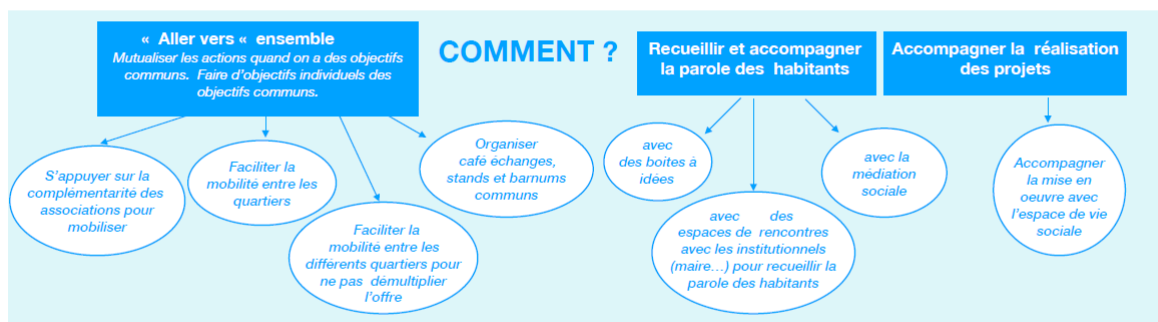 « Aller vers « ensemble
Mutualiser les actions quand on a des objectifs
communs. Faire d'objectifs individuels des
objectifs communs.
COMMENT ?
Recueillir et accompagner
la parole des habitants
Accompagner la réalisation
des projets
S'appuyer sur la
complémentarité des
associations pour
mobiliser
Faciliter la
mobilité entre les
quartiers
Faciliter la
mobilité entre les
différents quartiers pour
ne pas démultiplier
l'offre
Organiser
café échanges,
stands et barnums
communs
avec
des boites à
idées
avec des
espaces de rencontres
avec les institutionnels
(maire…) pour recueillir la
parole des habitants
avec la
médiation
sociale
Accompagner
la mise en
oeuvre avec
l'espace de vie
sociale